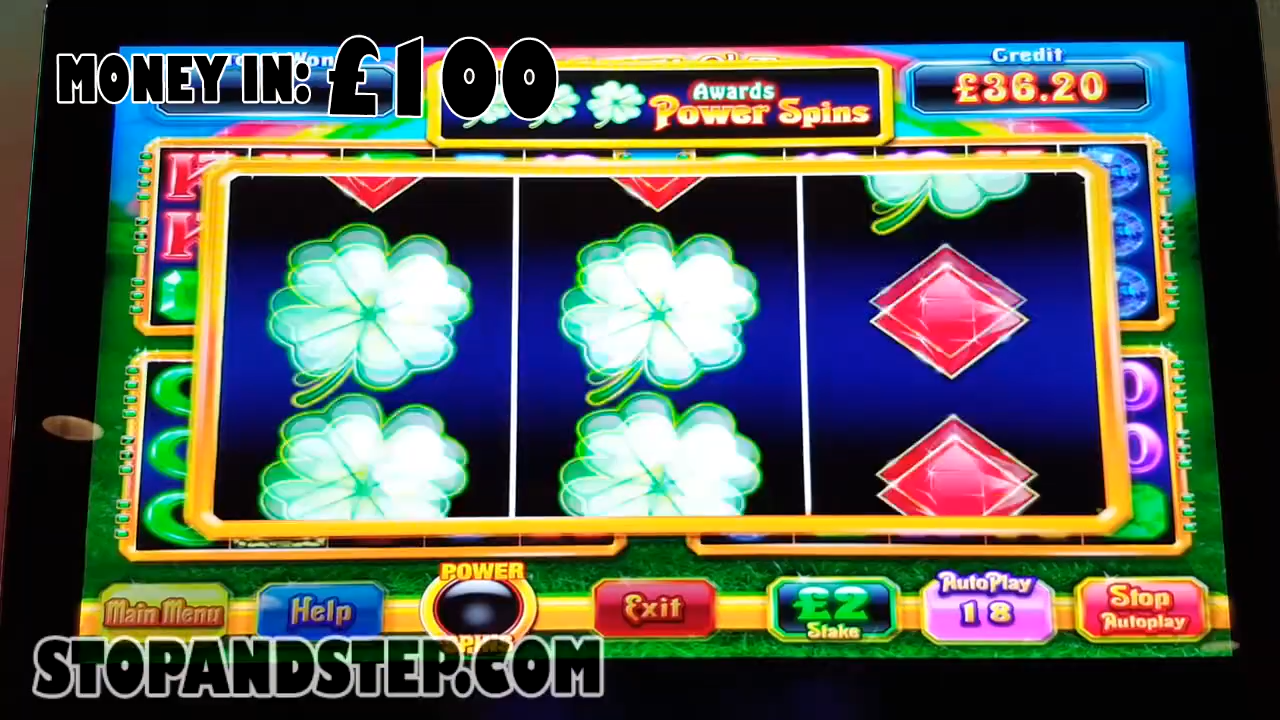 MONEY IN: £100
Credit
£36.20
Awards
Power Spins
K
K
Main Menu
Help
POWER
SPINS
Exit
£2
Stake
AutoPlay
18
Stop
Autoplay
STOPANDSTEP.COM